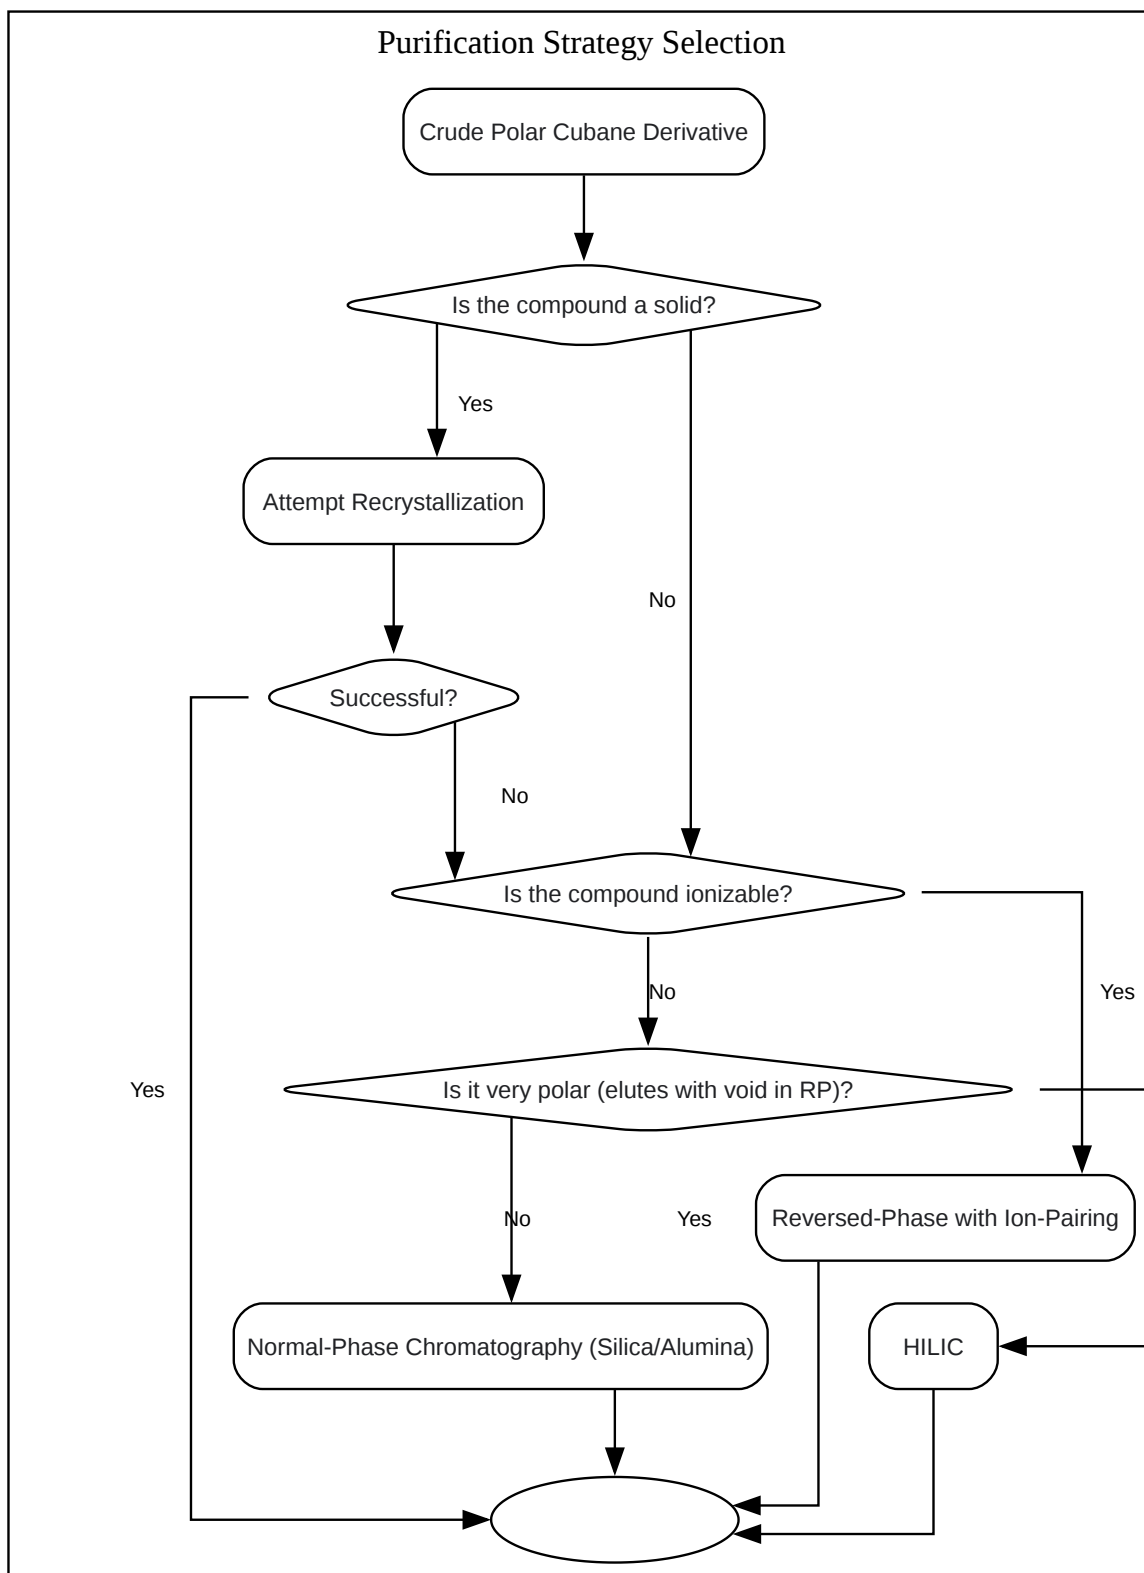 Purification Strategy Selection
Crude Polar Cubane Derivative
Is the compound a solid?
Yes
Attempt Recrystallization
No
Successful?
No
Is the compound ionizable?
No
Yes
Yes
Is it very polar (elutes with void in RP)?
No
Yes
Reversed-Phase with Ion-Pairing
Normal-Phase Chromatography (Silica/Alumina)
HILIC